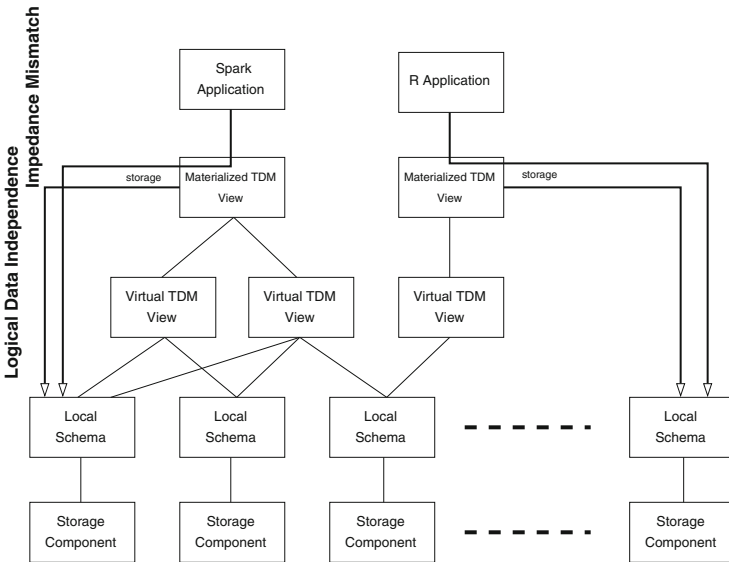 Impedance Mismatch
Logical Data Independence
Spark
Application
R Application
storage
Materialized TDM
View
Materialized TDM
View
storage
Virtual TDM
View
Virtual TDM
View
Virtual TDM
View
Local
Schema
Local
Schema
Local
Schema
Local
Schema
Storage
Component
Storage
Component
Storage
Component
Storage
Component